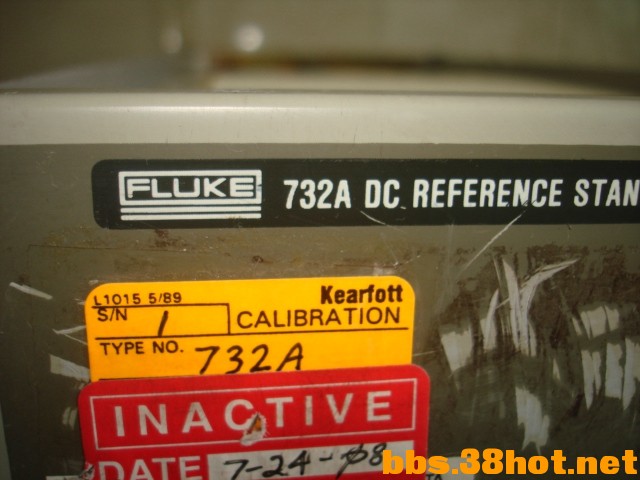 FLUKE 732A DC REFERENCE STAN
L1015 5/89 Kearfott
S/N 1 CALIBRATION
TYPE NO. 732A
INACTIVE
DATE 7-24-08
bbs.38hot.net